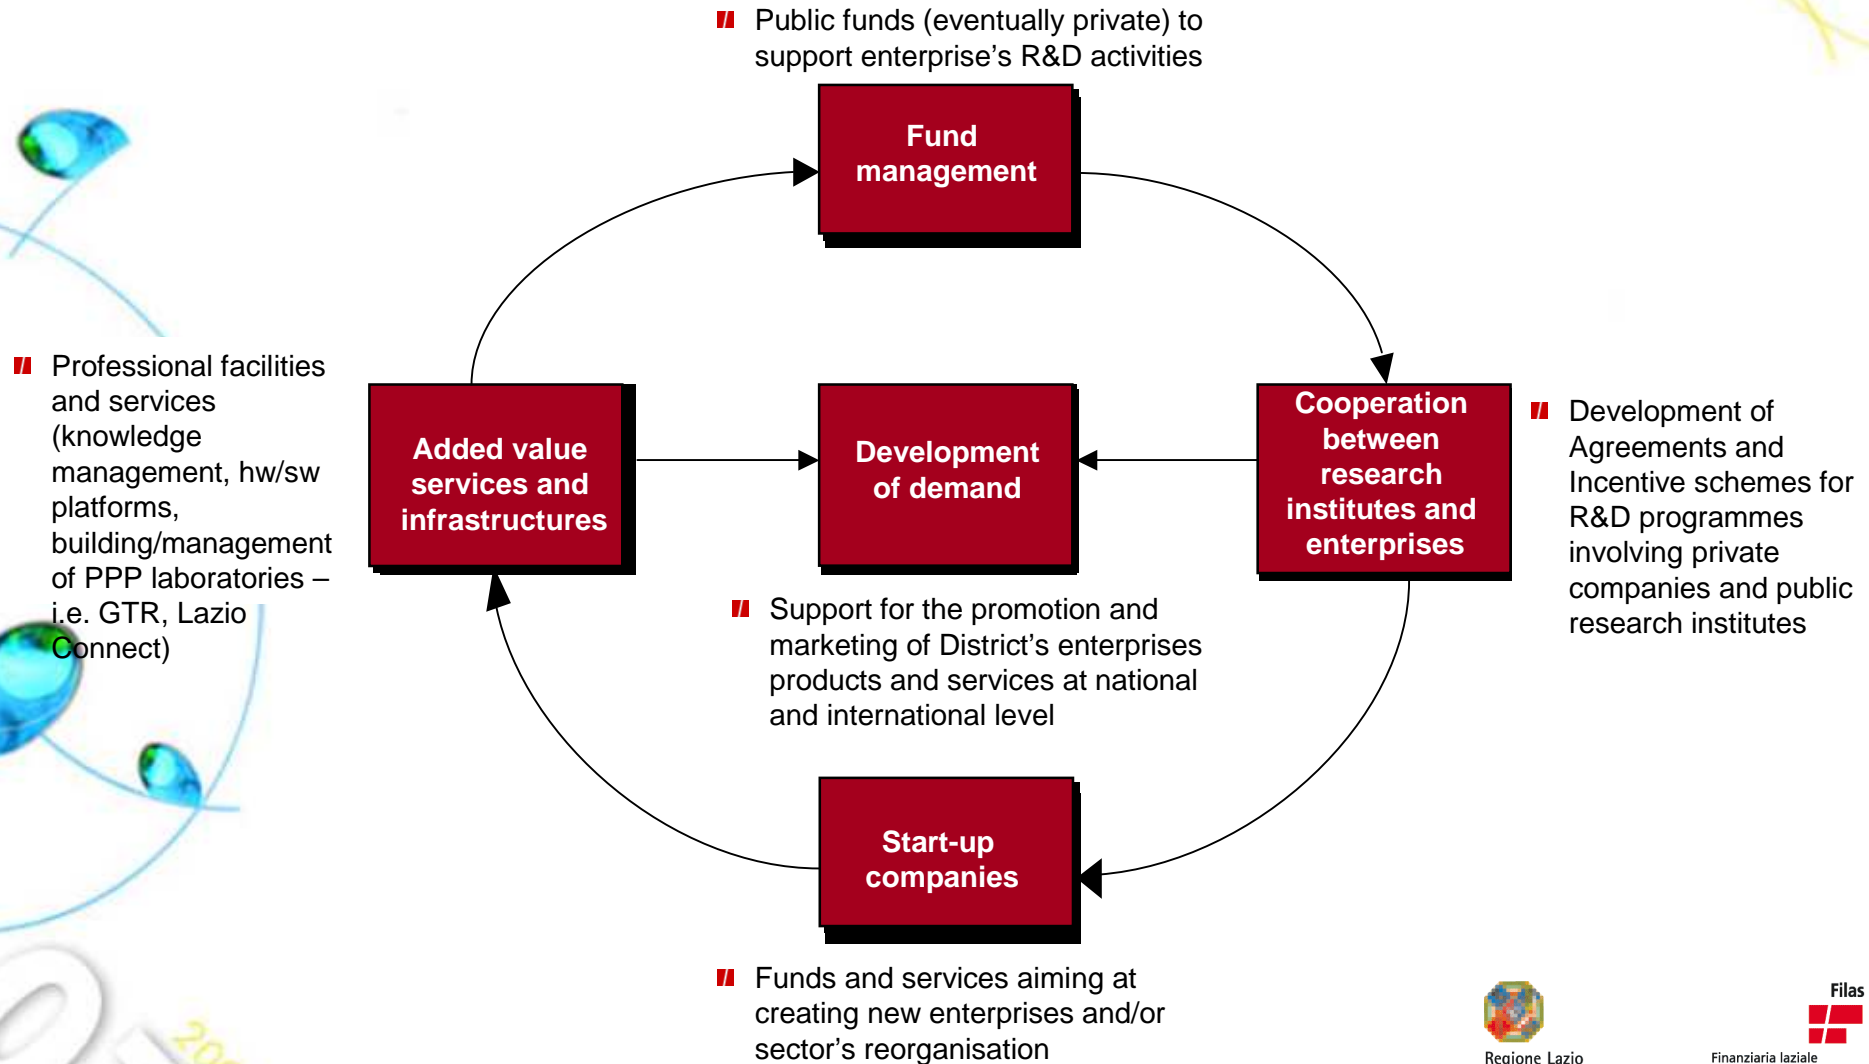 Public funds (eventually private) to
support enterprise's R&D activities
Fund
management
Professional facilities
and services
(knowledge
management, hw/sw
platforms,
building/management
of PPP laboratories –
i.e. GTR, Lazio
Connect)
Added value
services and
infrastructures
Development
of demand
Cooperation
between
research
institutes and
enterprises
Development of
Agreements and
Incentive schemes for
R&D programmes
involving private
companies and public
research institutes
Support for the promotion and
marketing of District's enterprises
products and services at national
and international level
Start-up
companies
Funds and services aiming at
creating new enterprises and/or
sector's reorganisation
Regione Lazio
Filas
Finanziaria laziale